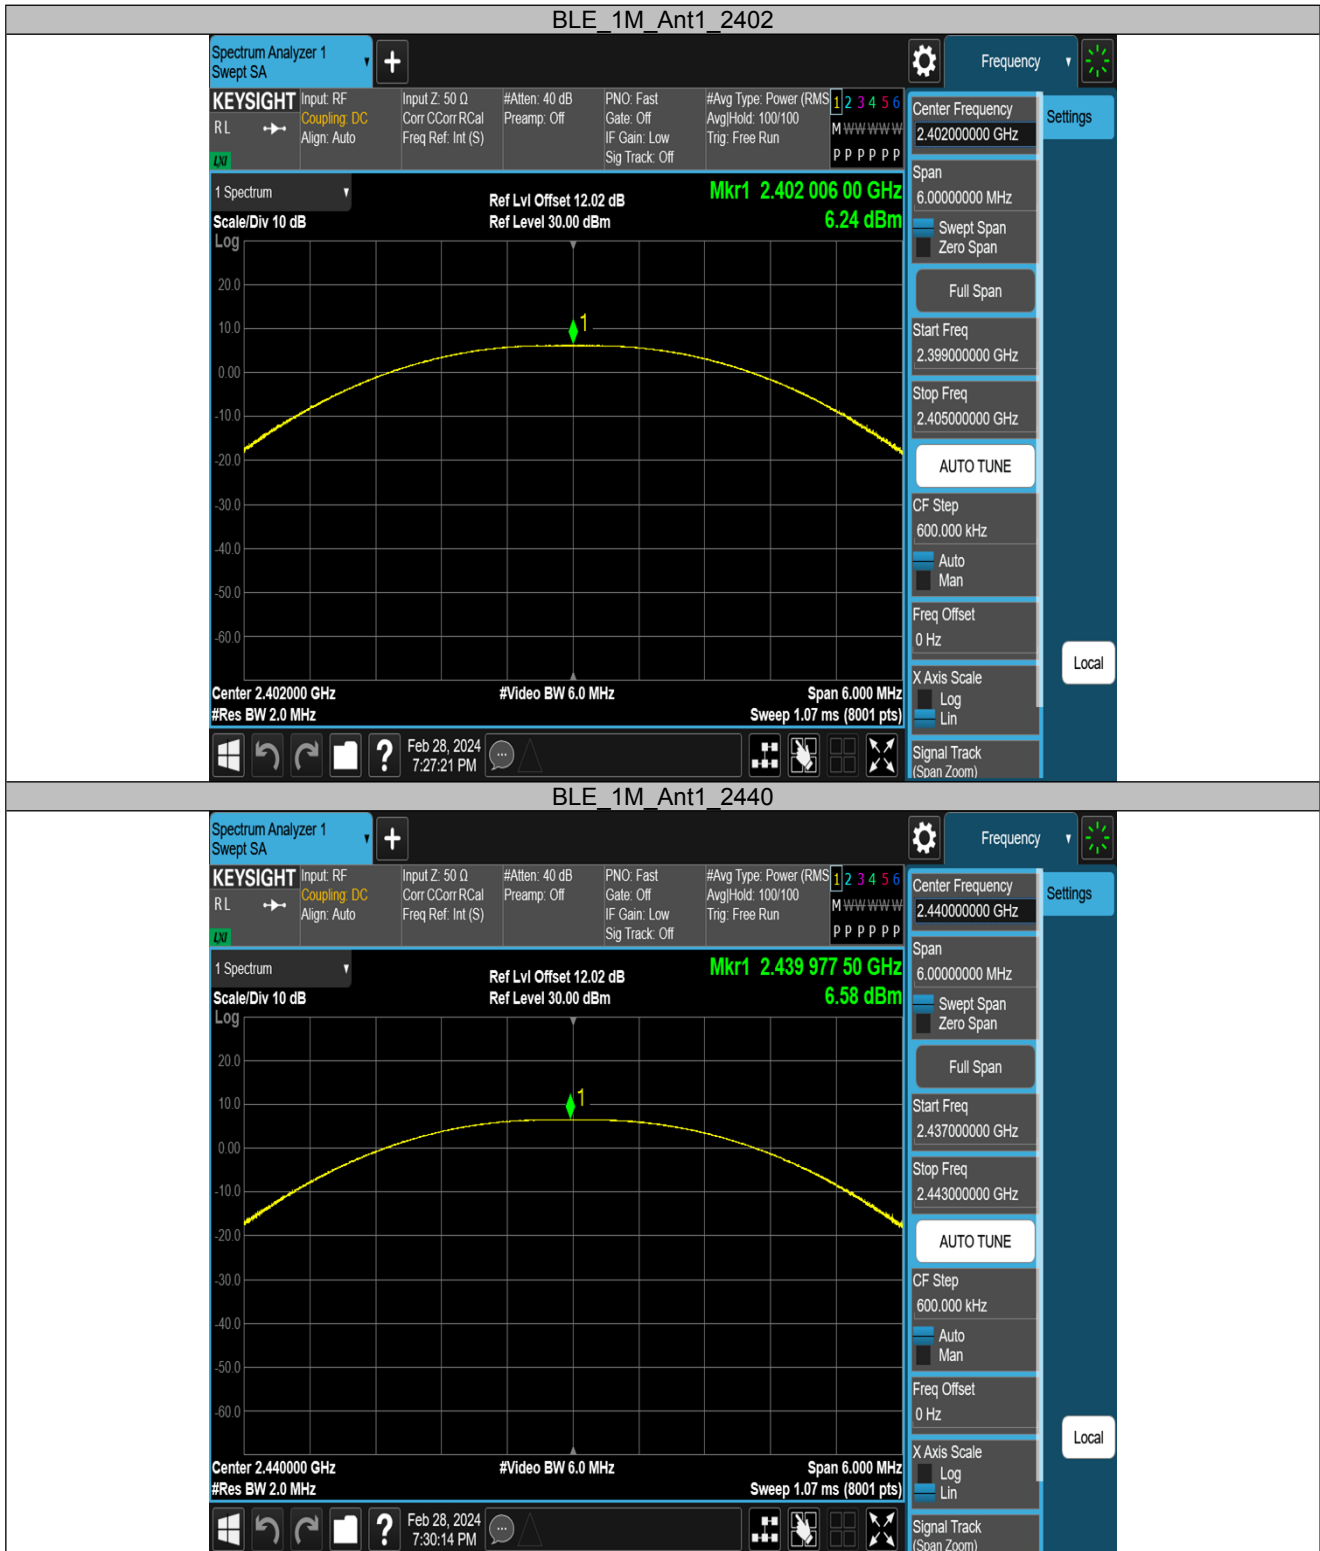 BLE_1M_Ant1_2402
Spectrum Analyzer 1
Swept SA
+
Frequency
KEYSIGHT
RL
LXI
Input: RF
Coupling: DC
Align: Auto
Input Z: 50 Ω
Corr CCorr RCal
Freq Ref: Int (S)
#Atten: 40 dB
Preamp: Off
PNO: Fast
Gate: Off
IF Gain: Low
Sig Track: Off
#Avg Type: Power (RMS
Avg|Hold: 100/100
Trig: Free Run
1 2 3 4 5 6
M W W W W W
P P P P P P
Center Frequency
2.402000000 GHz
Settings
Span
6.00000000 MHz
Swept Span
Zero Span
Full Span
Start Freq
2.399000000 GHz
Stop Freq
2.405000000 GHz
AUTO TUNE
CF Step
600.000 kHz
Auto
Man
Freq Offset
0 Hz
X Axis Scale
Log
Lin
Signal Track
(Span Zoom)
Local
1 Spectrum
Scale/Div 10 dB
Log
Ref Lvl Offset 12.02 dB
Ref Level 30.00 dBm
Mkr1 2.402 006 00 GHz
6.24 dBm
20.0
10.0
0.00
-10.0
-20.0
-30.0
-40.0
-50.0
-60.0
1
Center 2.402000 GHz
#Video BW 6.0 MHz
Span 6.000 MHz
#Res BW 2.0 MHz
Sweep 1.07 ms (8001 pts)
?
Feb 28, 2024
7:27:21 PM
BLE_1M_Ant1_2440
Spectrum Analyzer 1
Swept SA
+
Frequency
KEYSIGHT
RL
LXI
Input: RF
Coupling: DC
Align: Auto
Input Z: 50 Ω
Corr CCorr RCal
Freq Ref: Int (S)
#Atten: 40 dB
Preamp: Off
PNO: Fast
Gate: Off
IF Gain: Low
Sig Track: Off
#Avg Type: Power (RMS
Avg|Hold: 100/100
Trig: Free Run
1 2 3 4 5 6
M W W W W W
P P P P P P
Center Frequency
2.440000000 GHz
Settings
Span
6.00000000 MHz
Swept Span
Zero Span
Full Span
Start Freq
2.437000000 GHz
Stop Freq
2.443000000 GHz
AUTO TUNE
CF Step
600.000 kHz
Auto
Man
Freq Offset
0 Hz
X Axis Scale
Log
Lin
Signal Track
(Span Zoom)
Local
1 Spectrum
Scale/Div 10 dB
Log
Ref Lvl Offset 12.02 dB
Ref Level 30.00 dBm
Mkr1 2.439 977 50 GHz
6.58 dBm
20.0
10.0
0.00
-10.0
-20.0
-30.0
-40.0
-50.0
-60.0
1
Center 2.440000 GHz
#Video BW 6.0 MHz
Span 6.000 MHz
#Res BW 2.0 MHz
Sweep 1.07 ms (8001 pts)
?
Feb 28, 2024
7:30:14 PM